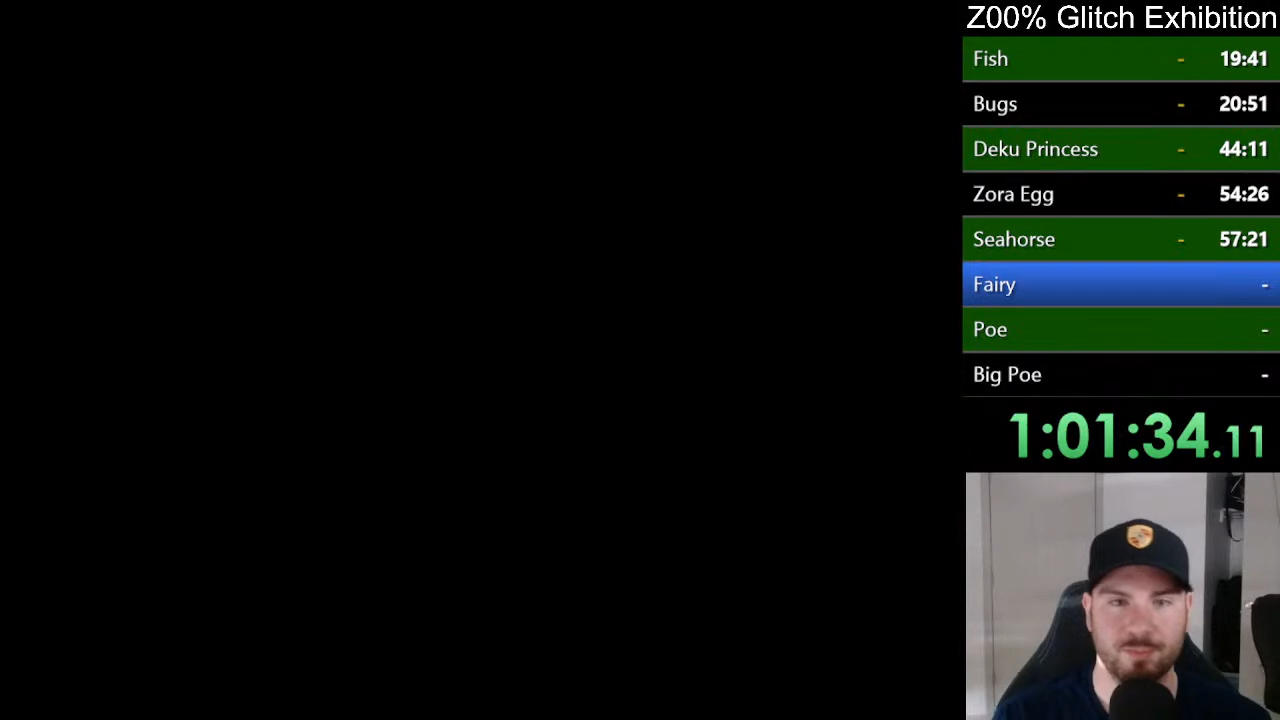 Z00% Glitch Exhibition
Fish - 19:41
Bugs - 20:51
Deku Princess - 44:11
Zora Egg - 54:26
Seahorse - 57:21
Fairy -
Poe -
Big Poe -
1:01:34.11